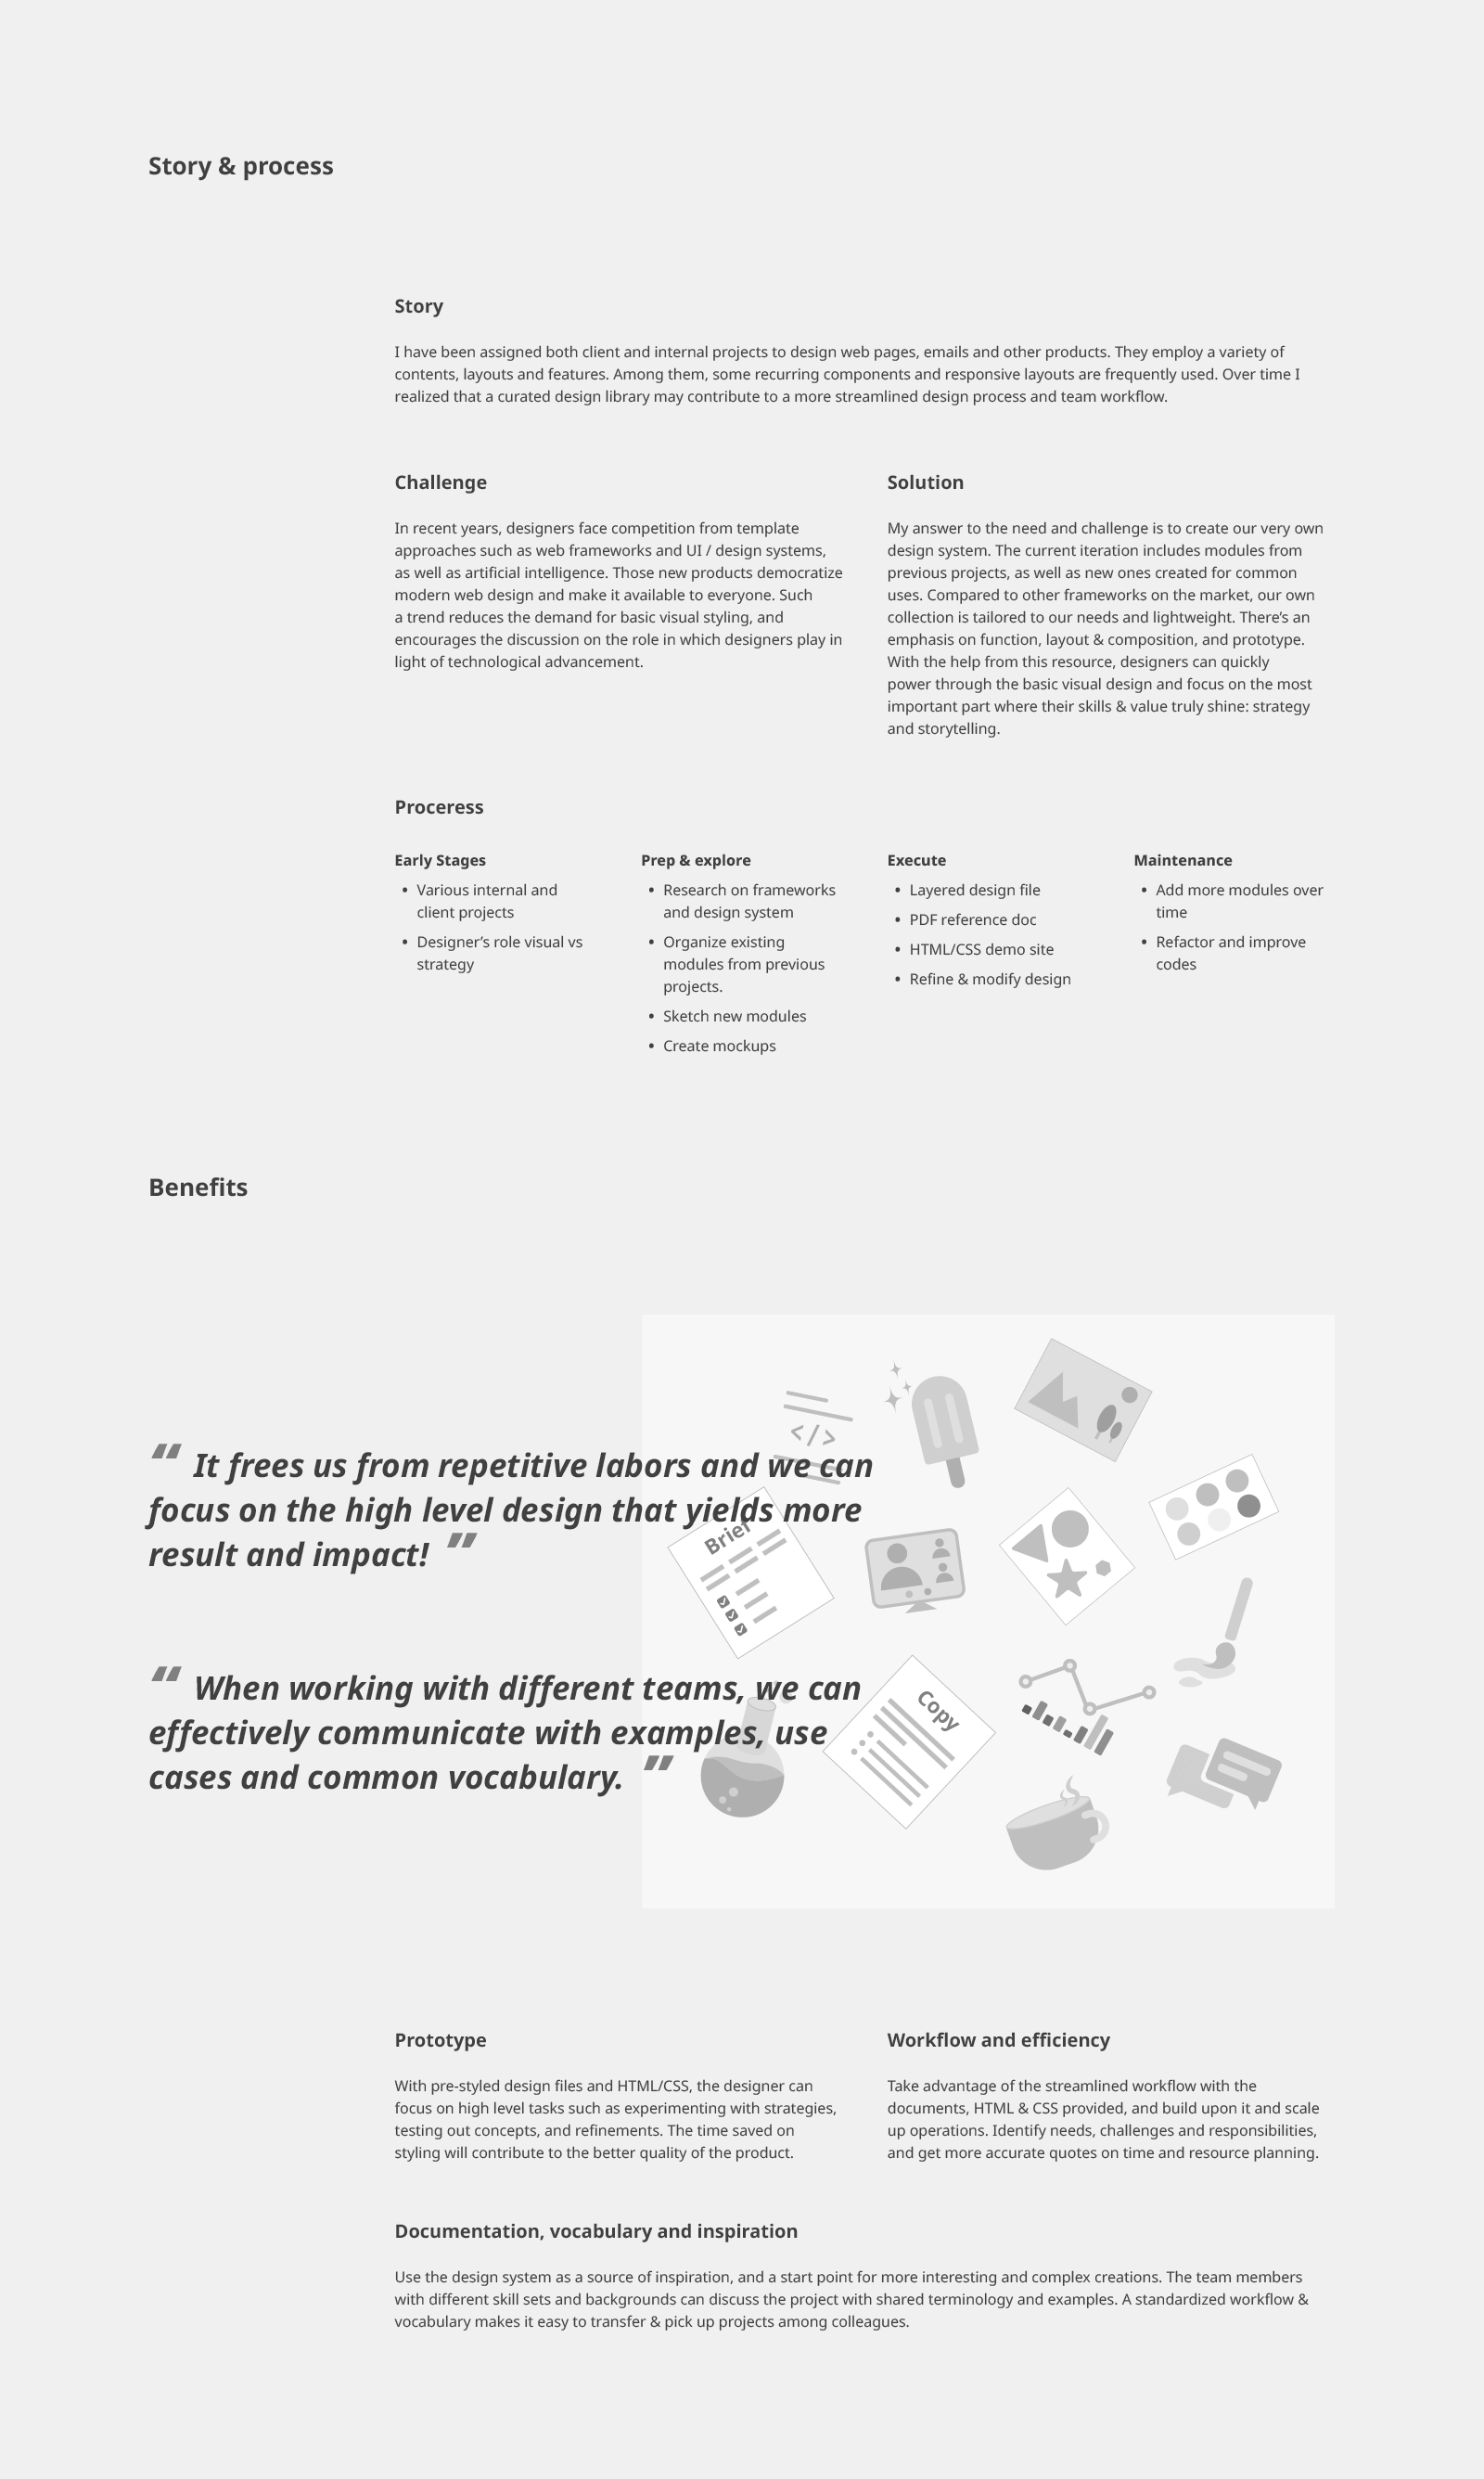 Story & process
Story
I have been assigned both client and internal projects to design web pages, emails and other products. They employ a variety of
contents, layouts and features. Among them, some recurring components and responsive layouts are frequently used. Over time I
realized that a curated design library may contribute to a more streamlined design process and team workflow.
Challenge
In recent years, designers face competition from template
approaches such as web frameworks and UI / design systems,
as well as artificial intelligence. Those new products democratize
modern web design and make it available to everyone. Such
a trend reduces the demand for basic visual styling, and
encourages the discussion on the role in which designers play in
light of technological advancement.
Solution
My answer to the need and challenge is to create our very own
design system. The current iteration includes modules from
previous projects, as well as new ones created for common
uses. Compared to other frameworks on the market, our own
collection is tailored to our needs and lightweight. There’s an
emphasis on function, layout & composition, and prototype.
With the help from this resource, designers can quickly
power through the basic visual design and focus on the most
important part where their skills & value truly shine: strategy
and storytelling.
Proceress
Early Stages
• Various internal and
client projects
• Designer’s role visual vs
strategy
Prep & explore
• Research on frameworks
and design system
• Organize existing
modules from previous
projects.
• Sketch new modules
• Create mockups
Execute
• Layered design file
• PDF reference doc
• HTML/CSS demo site
• Refine & modify design
Maintenance
• Add more modules over
time
• Refactor and improve
codes
Benefits
“ It frees us from repetitive labors and we can
focus on the high level design that yields more
result and impact! ”
“ When working with different teams, we can
effectively communicate with examples, use
cases and common vocabulary. ”
</>
Brief
Copy
Prototype
With pre-styled design files and HTML/CSS, the designer can
focus on high level tasks such as experimenting with strategies,
testing out concepts, and refinements. The time saved on
styling will contribute to the better quality of the product.
Workflow and efficiency
Take advantage of the streamlined workflow with the
documents, HTML & CSS provided, and build upon it and scale
up operations. Identify needs, challenges and responsibilities,
and get more accurate quotes on time and resource planning.
Documentation, vocabulary and inspiration
Use the design system as a source of inspiration, and a start point for more interesting and complex creations. The team members
with different skill sets and backgrounds can discuss the project with shared terminology and examples. A standardized workflow &
vocabulary makes it easy to transfer & pick up projects among colleagues.